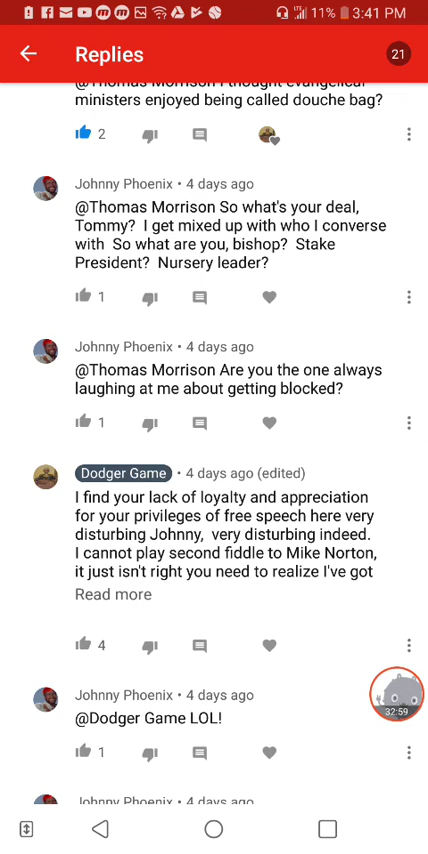 11% 3:41 PM
Replies
21
@Thomas Morrison I thought evangelical
ministers enjoyed being called douche bag?
2
Johnny Phoenix • 4 days ago
@Thomas Morrison So what's your deal,
Tommy?  I get mixed up with who I converse
with  So what are you, bishop?  Stake
President?  Nursery leader?
1
Johnny Phoenix • 4 days ago
@Thomas Morrison Are you the one always
laughing at me about getting blocked?
1
Dodger Game • 4 days ago (edited)
I find your lack of loyalty and appreciation
for your privileges of free speech here very
disturbing Johnny,  very disturbing indeed.
I cannot play second fiddle to Mike Norton,
it just isn't right you need to realize I've got
Read more
4
32:59
Johnny Phoenix • 4 days ago
@Dodger Game LOL!
1
Johnny Phoenix • 4 days ago